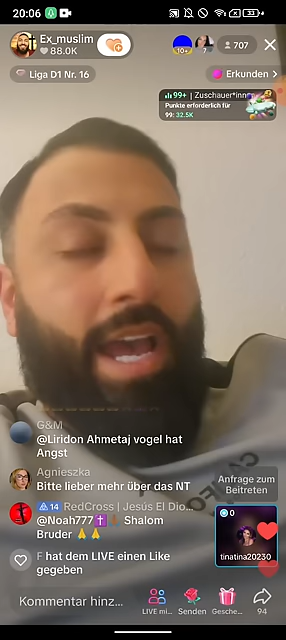 20:06
53
Ex_muslim
88.0K
10+
7
707
Liga D1 Nr. 16
Erkunden
99+ | Zuschauer*inne
Punkte erforderlich für
99: 32.5K
G&M
@Liridon Ahmetaj vogel hat
Angst
Agnieszka
Bitte lieber mehr über das NT
14 RedCross | Jesús El Dio...
@Noah777✝️ Shalom
Bruder 🙏🙏
F hat dem LIVE einen Like
gegeben
Anfrage zum
Beitreten
0
tinatina20230
Kommentar hinz...
LIVE mi...
Senden
Gesche...
94